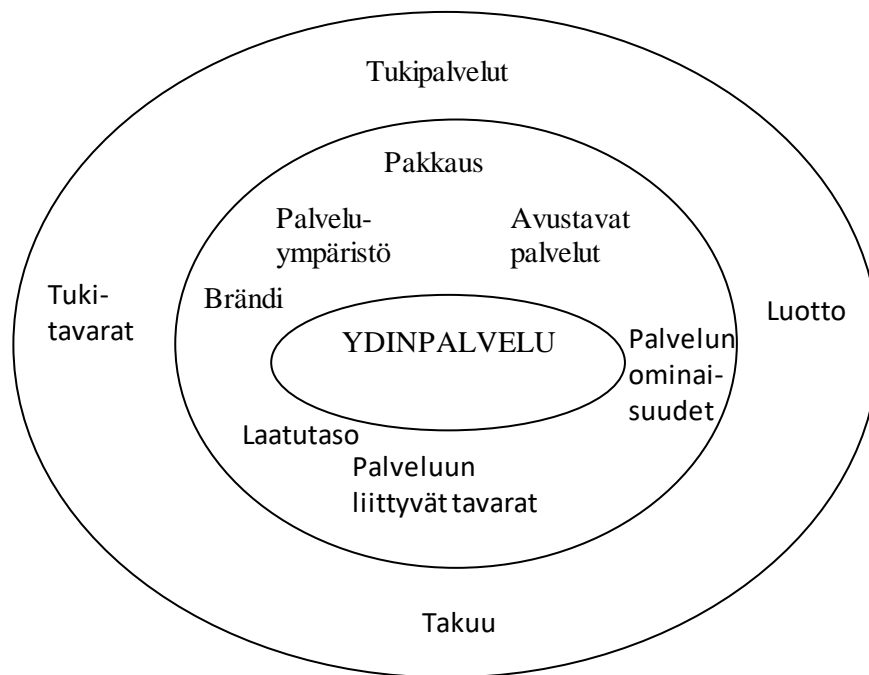 Tukipalvelut
Pakkaus
Palvelu-
ympäristö
Avustavat
palvelut
Brändi
Tuki-
tavarat
Luotto
YDINPALVELU
Palvelun
ominai-
suudet
Laatutaso
Palveluun
liittyvät tavarat
Takuu